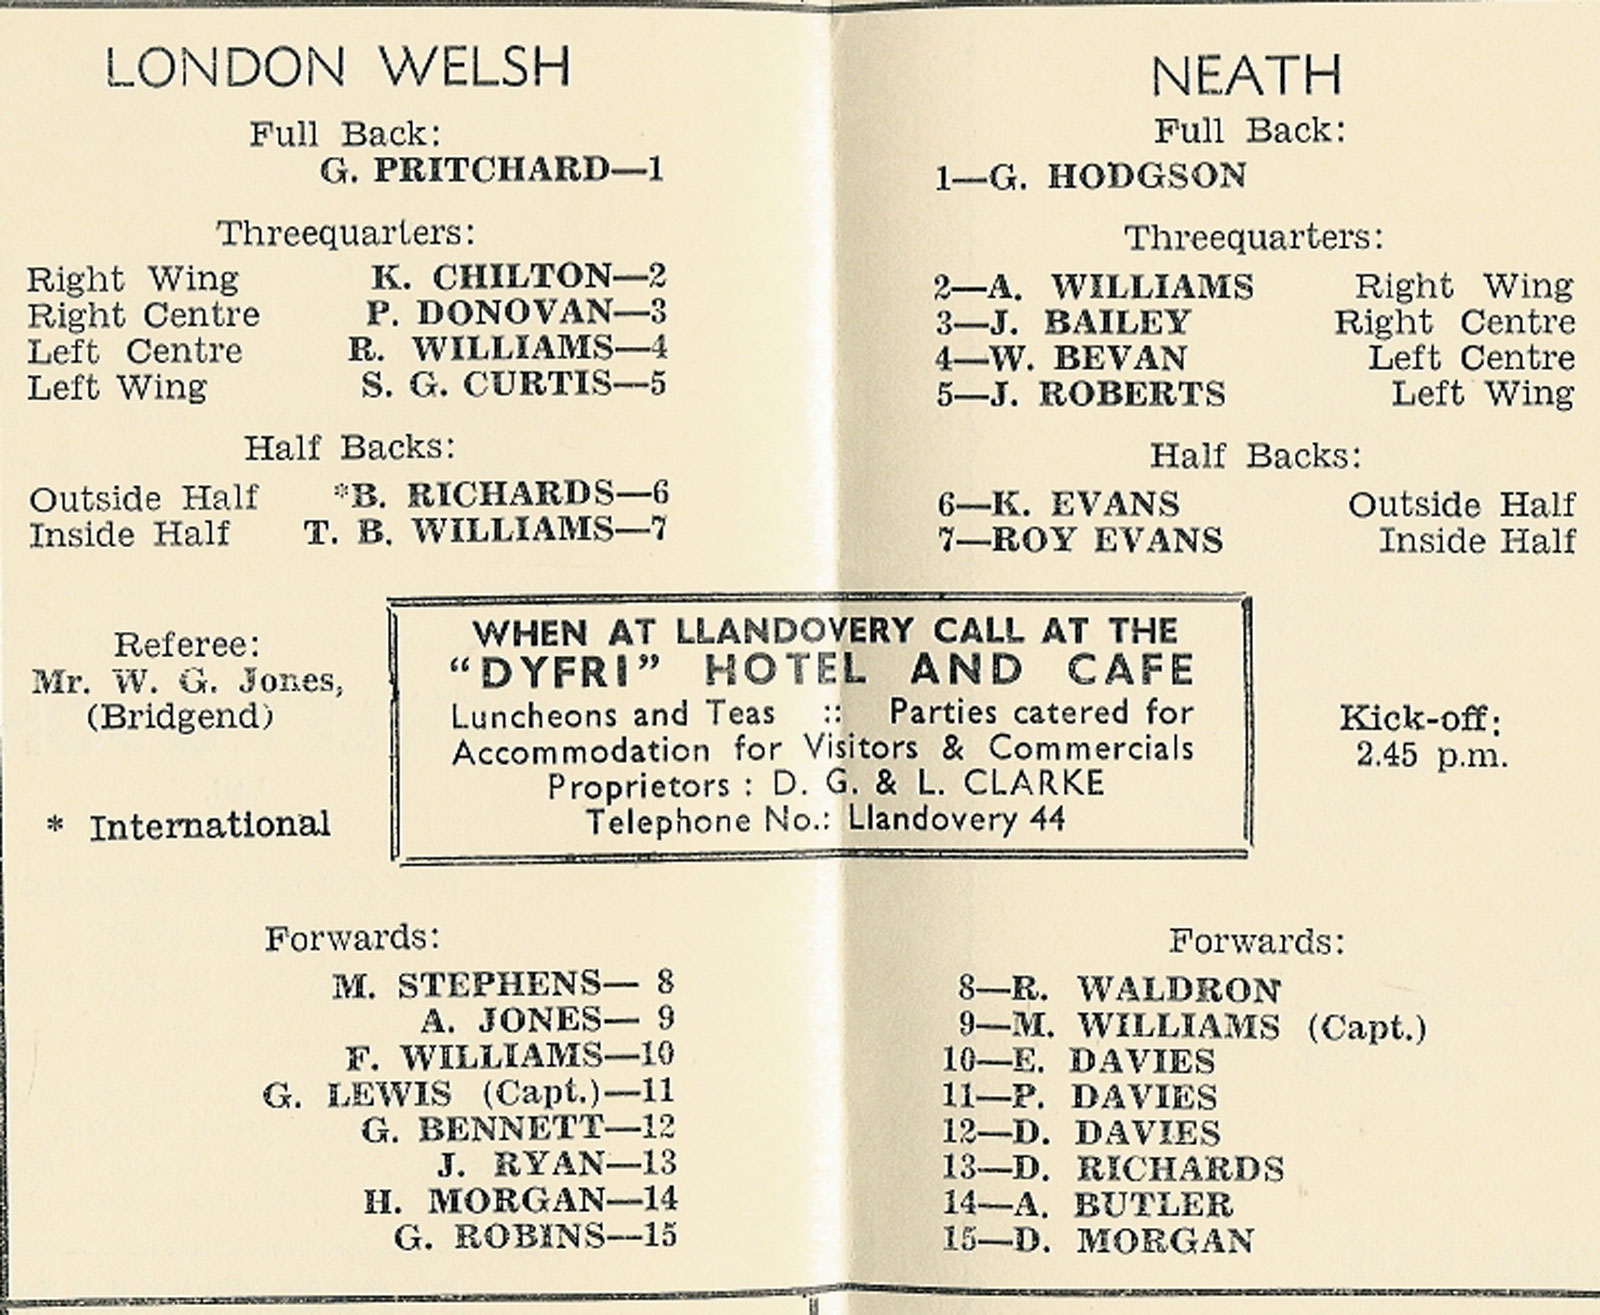 LONDON WELSH
Full Back:
G. PRITCHARD—1
Threequarters:
Right Wing K. CHILTON—2
Right Centre P. DONOVAN—3
Left Centre R. WILLIAMS—4
Left Wing S. G. CURTIS—5
Half Backs:
Outside Half *B. RICHARDS—6
Inside Half T. B. WILLIAMS—7
NEATH
Full Back:
1—G. HODGSON
Threequarters:
2—A. WILLIAMS Right Wing
3—J. BAILEY Right Centre
4—W. BEVAN Left Centre
5—J. ROBERTS Left Wing
Half Backs:
6—K. EVANS Outside Half
7—ROY EVANS Inside Half
Referee:
Mr. W. G. Jones,
(Bridgend)
* International
WHEN AT LLANDOVERY CALL AT THE
"DYFRI" HOTEL AND CAFE
Luncheons and Teas :: Parties catered for
Accommodation for Visitors & Commercials
Proprietors : D. G. & L. CLARKE
Telephone No.: Llandovery 44
Kick-off:
2.45 p.m.
Forwards:
M. STEPHENS— 8
A. JONES— 9
F. WILLIAMS—10
G. LEWIS (Capt.)—11
G. BENNETT—12
J. RYAN—13
H. MORGAN—14
G. ROBINS—15
Forwards:
8—R. WALDRON
9—M. WILLIAMS (Capt.)
10—E. DAVIES
11—P. DAVIES
12—D. DAVIES
13—D. RICHARDS
14—A. BUTLER
15—D. MORGAN